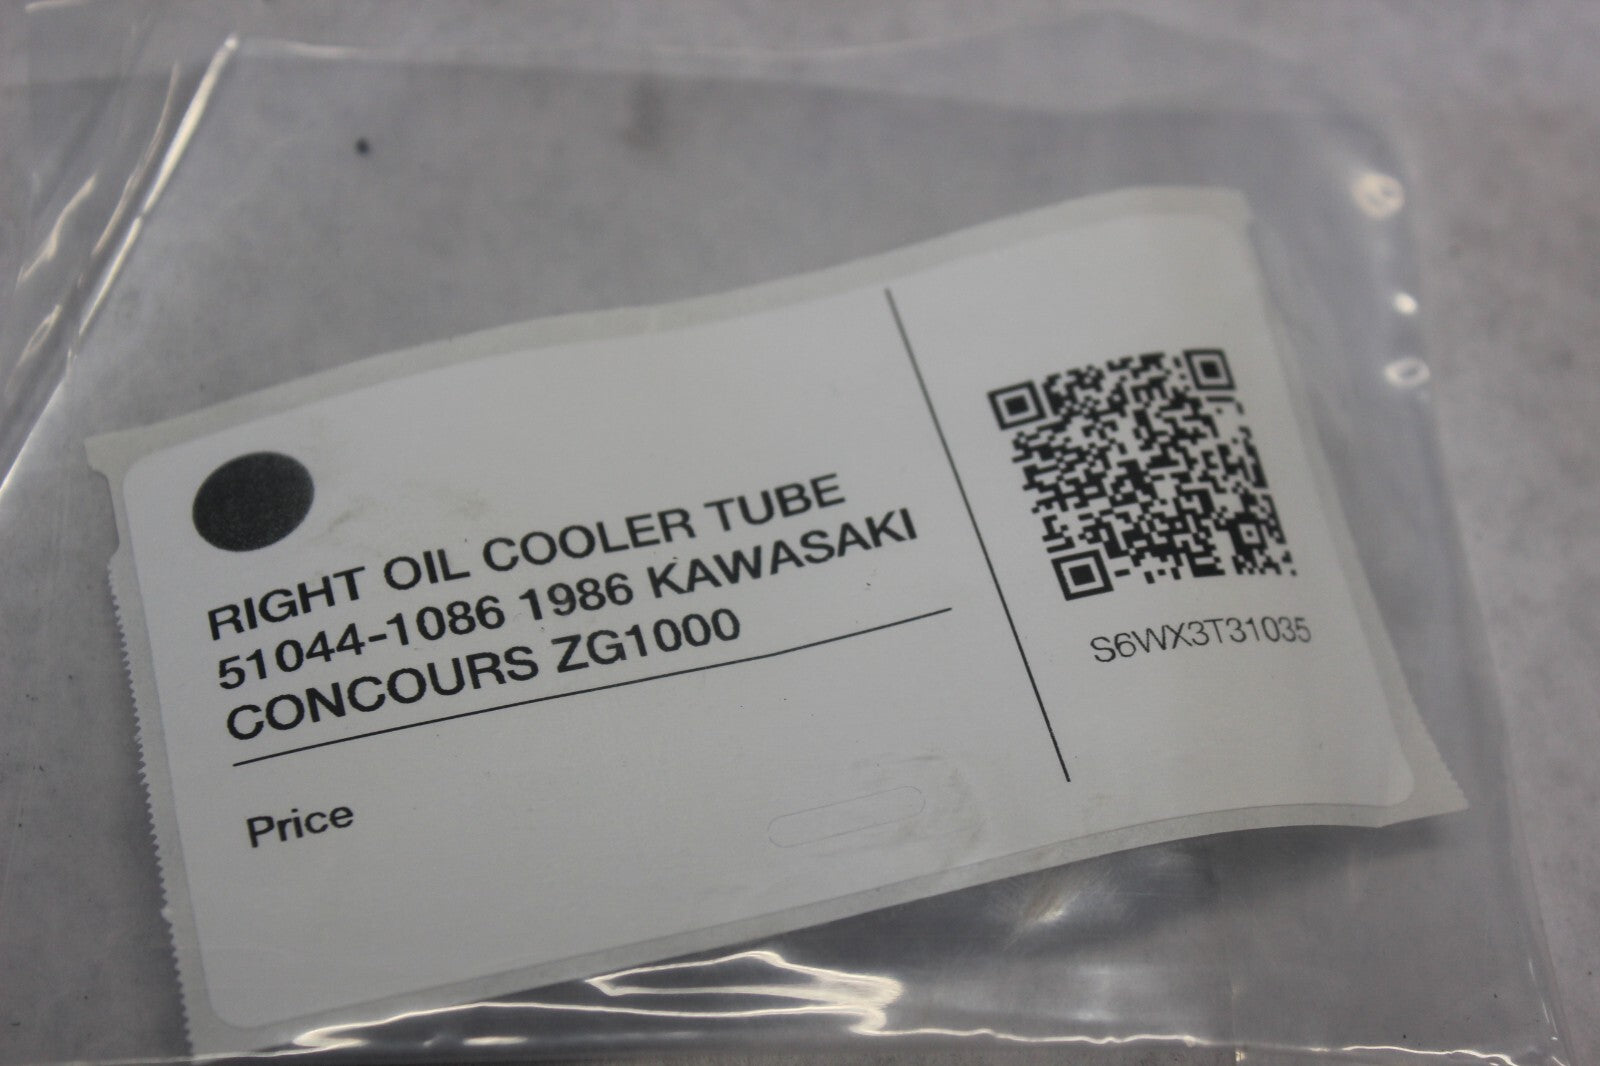 RIGHT OIL COOLER TUBE
51044-1086 1986 KAWASAKI
CONCOURS ZG1000
Price
S6WX3T31035